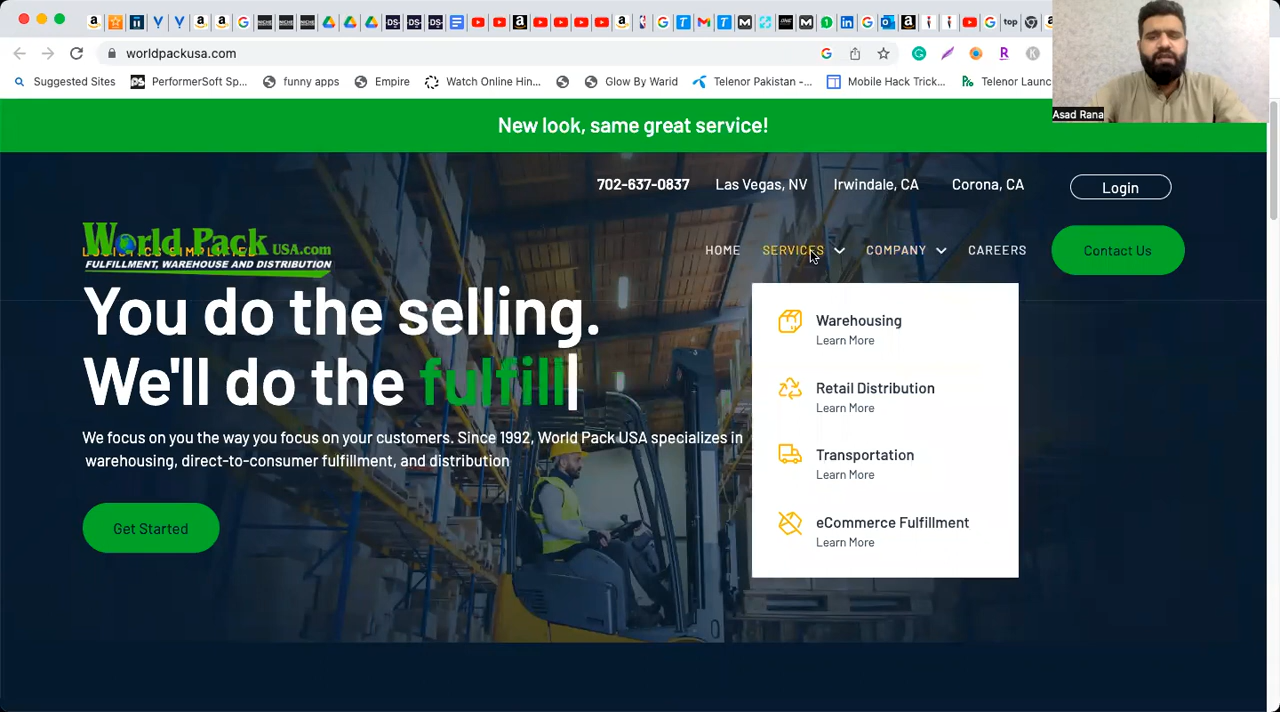 top
worldpackusa.com
Suggested Sites
PS
PerformerSoft Sp...
funny apps
Empire
Watch Online Hin...
Glow By Warid
Telenor Pakistan -...
Mobile Hack Trick...
Telenor Launc
Asad Rana
New look, same great service!
702-637-0837
Las Vegas, NV
Irwindale, CA
Corona, CA
Login
World Pack USA.com
FULFILLMENT, WAREHOUSE AND DISTRIBUTION
HOME
SERVICES
COMPANY
CAREERS
Contact Us
You do the selling.
We'll do the fulfill
We focus on you the way you focus on your customers. Since 1992, World Pack USA specializes in
warehousing, direct-to-consumer fulfillment, and distribution
Get Started
Warehousing
Learn More
Retail Distribution
Learn More
Transportation
Learn More
eCommerce Fulfillment
Learn More